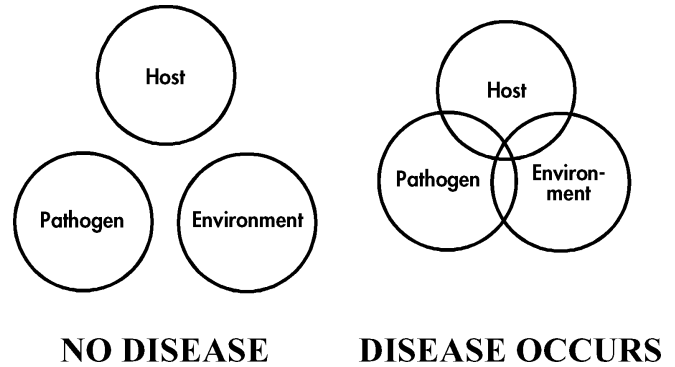 Host
Pathogen
Environment
NO DISEASE
Host
Pathogen
Environ-
ment
DISEASE OCCURS